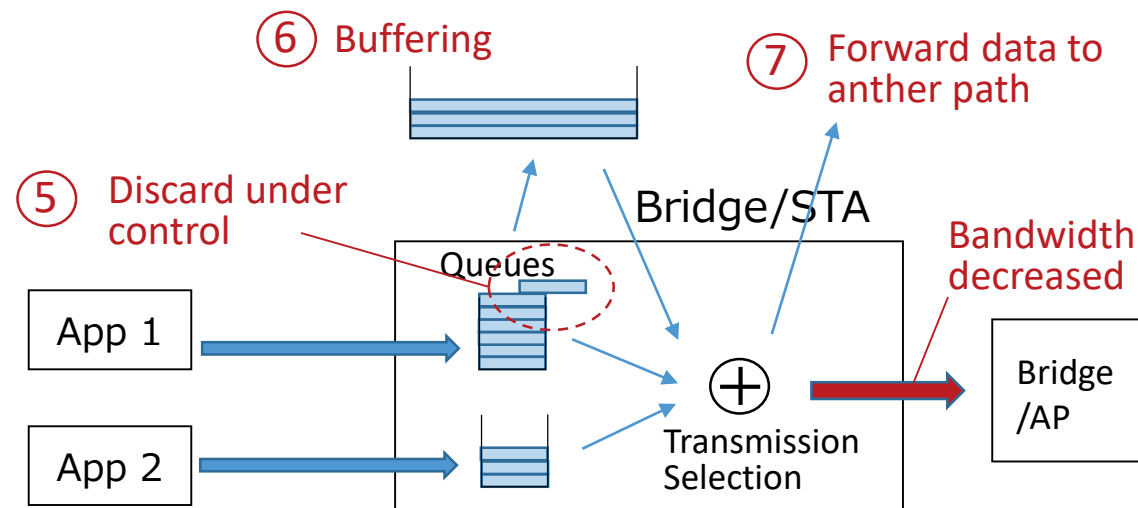 ⑥ Buffering
⑦ Forward data to
anther path
⑤ Discard under
control
Bridge/STA
Queues
Bandwidth
decreased
App 1
App 2
Transmission
Selection
Bridge
/AP